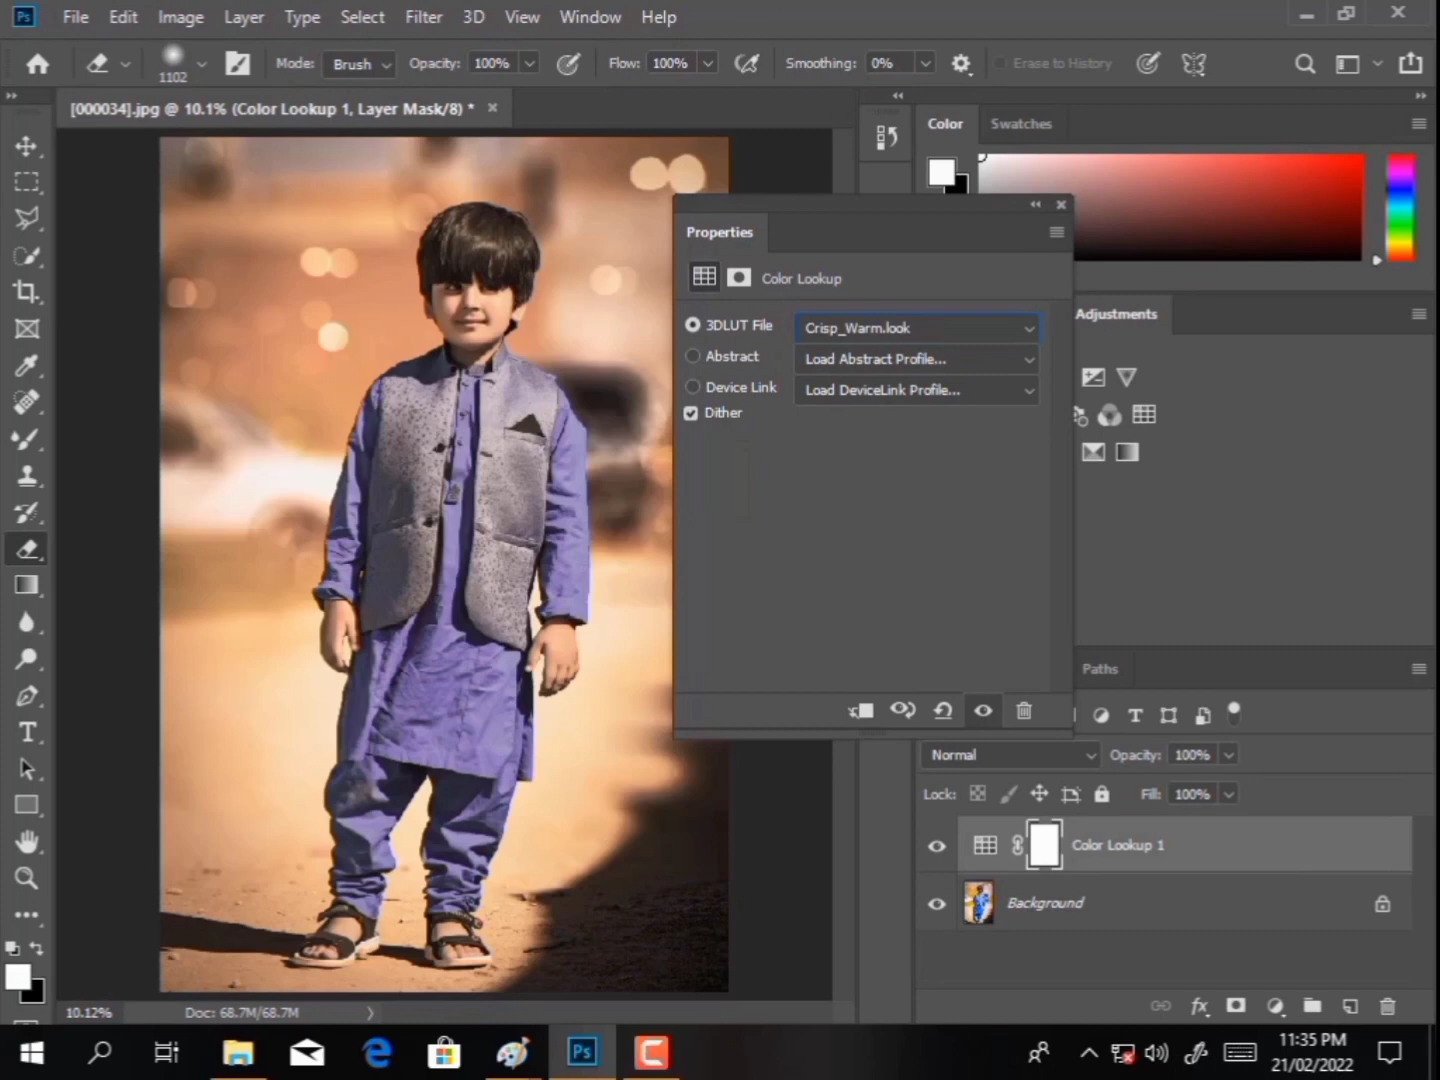 Ps File Edit Image Layer Type Select Filter 3D View Window Help
1102 Mode: Brush Opacity: 100% Flow: 100% Smoothing: 0% Erase to History
[000034].jpg @ 10.1% (Color Lookup 1, Layer Mask/8) *
Color Swatches
Properties
Color Lookup
3DLUT File Crisp_Warm.look
Abstract Load Abstract Profile...
Device Link Load DeviceLink Profile...
Dither
Adjustments
Paths
Normal Opacity: 100%
Lock: Fill: 100%
Color Lookup 1
Background
10.12% Doc: 68.7M/68.7M
Ps
11:35 PM
21/02/2022